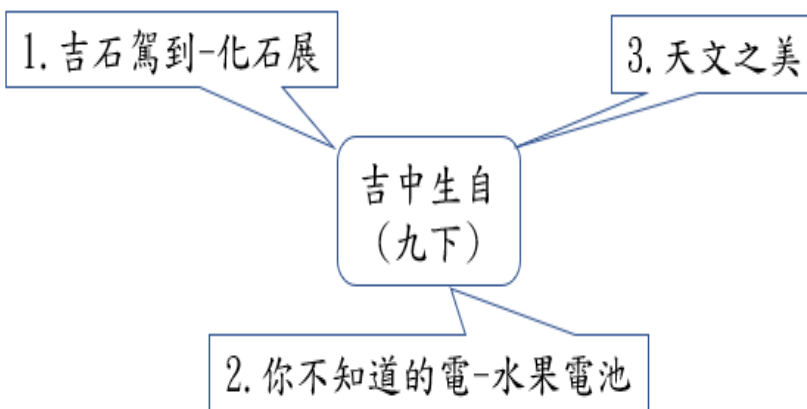 1.吉石駕到-化石展
3.天文之美
吉中生自
(九下)
2.你不知道的電-水果電池